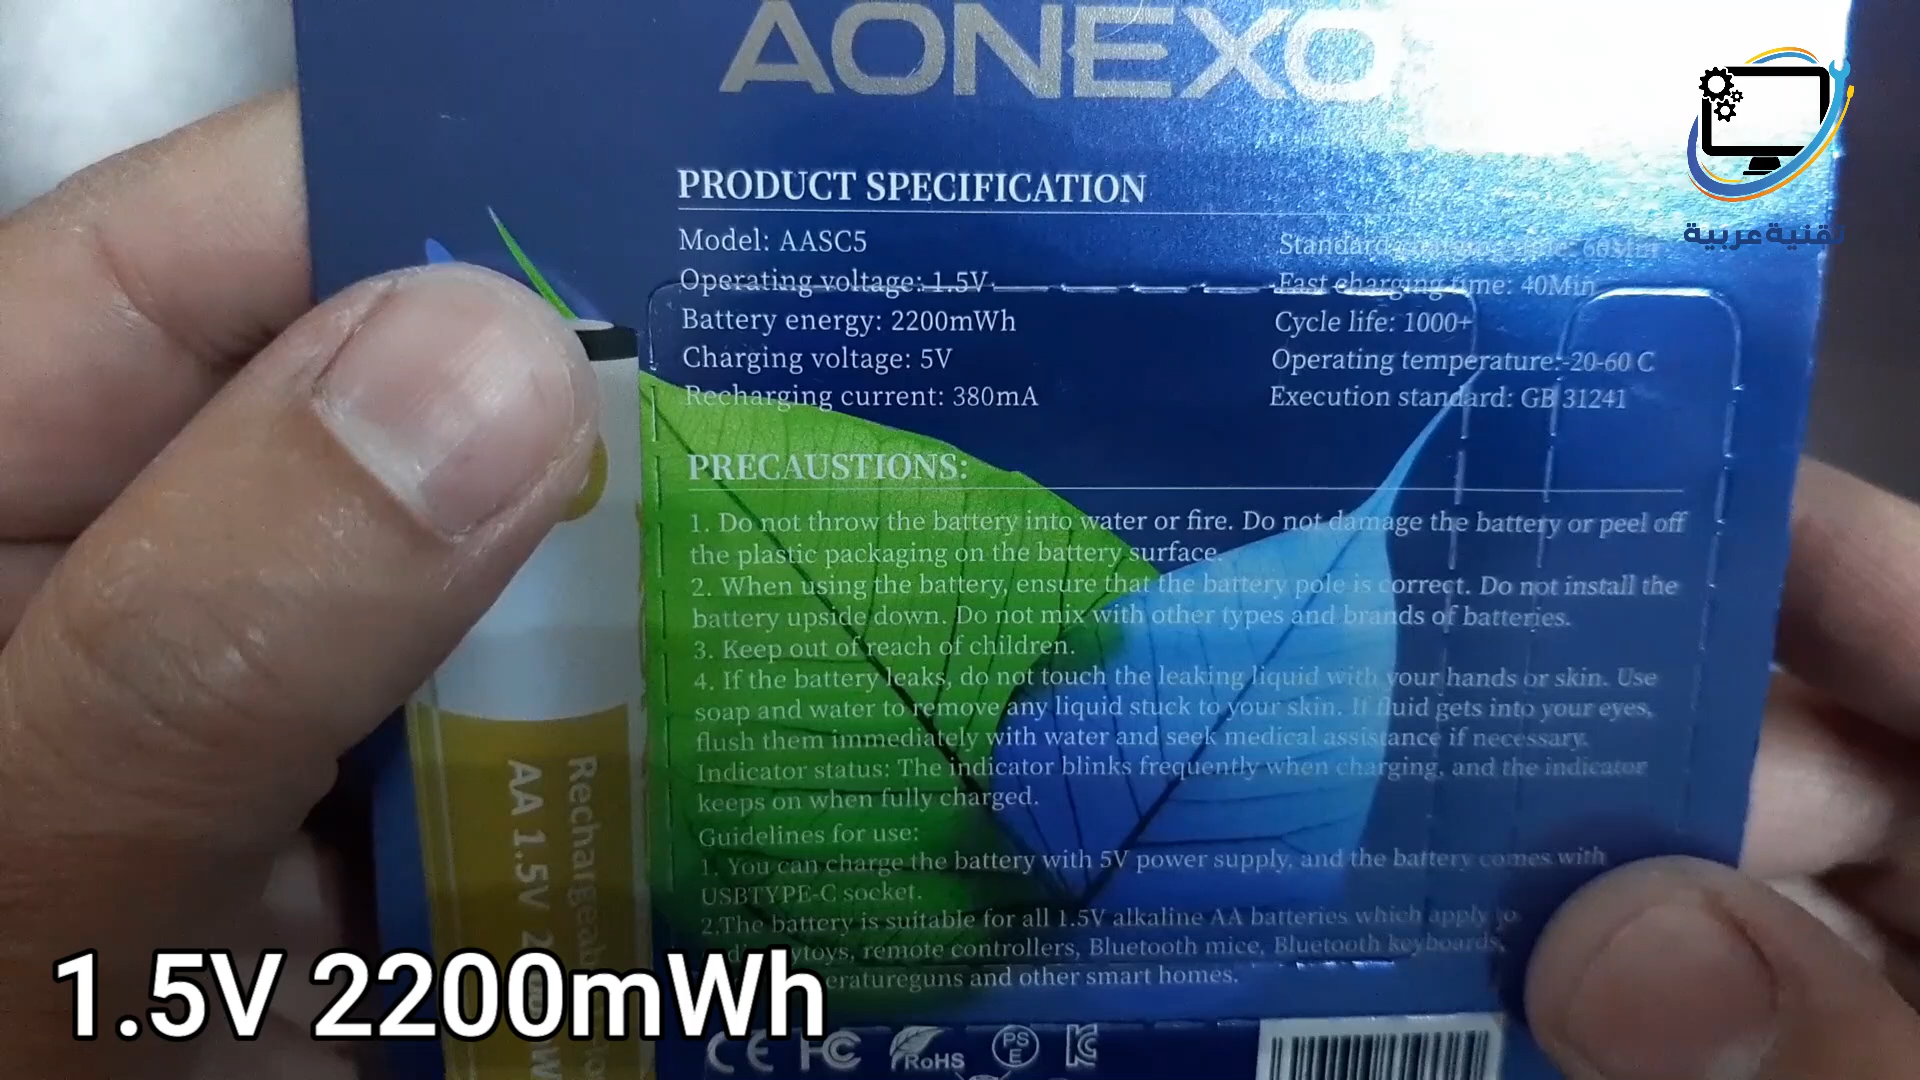 AONEXO
تقنية عربية
PRODUCT SPECIFICATION
Model: AASC5
Operating voltage: 1.5V
Battery energy: 2200mWh
Charging voltage: 5V
Recharging current: 380mA
Standard
Fast charging time: 40Min
Cycle life: 1000+
Operating temperature:-20-60 C
Execution standard: GB 31241
PRECAUSTIONS:
1. Do not throw the battery into water or fire. Do not damage the battery or peel off
the plastic packaging on the battery surface.
2. When using the battery, ensure that the battery pole is correct. Do not install the
battery upside down. Do not mix with other types and brands of batteries.
3. Keep out of reach of children.
4. If the battery leaks, do not touch the leaking liquid with your hands or skin. Use
soap and water to remove any liquid stuck to your skin. If fluid gets into your eyes,
flush them immediately with water and seek medical assistance if necessary.
Indicator status: The indicator blinks frequently when charging, and the indicator
keeps on when fully charged.
Guidelines for use:
1. You can charge the battery with 5V power supply, and the battery comes with
USBTYPE-C socket.
2.The battery is suitable for all 1.5V alkaline AA batteries which apply to
remote controllers, Bluetooth mice, Bluetooth keyboards,
and other smart homes.
AA 1.5V
1.5V 2200mWh
CE FC RoHS PSE KC